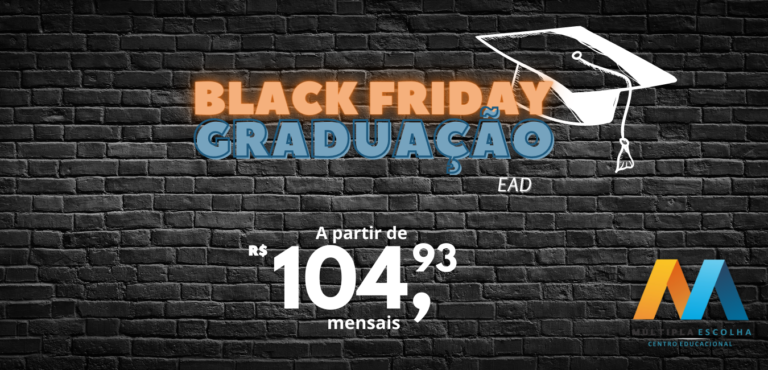 BLACK FRIDAY
GRADUAÇÃO
EAD
A partir de
R$ 104,93
mensais
MÚLTIPLA ESCOLHA
CENTRO EDUCACIONAL